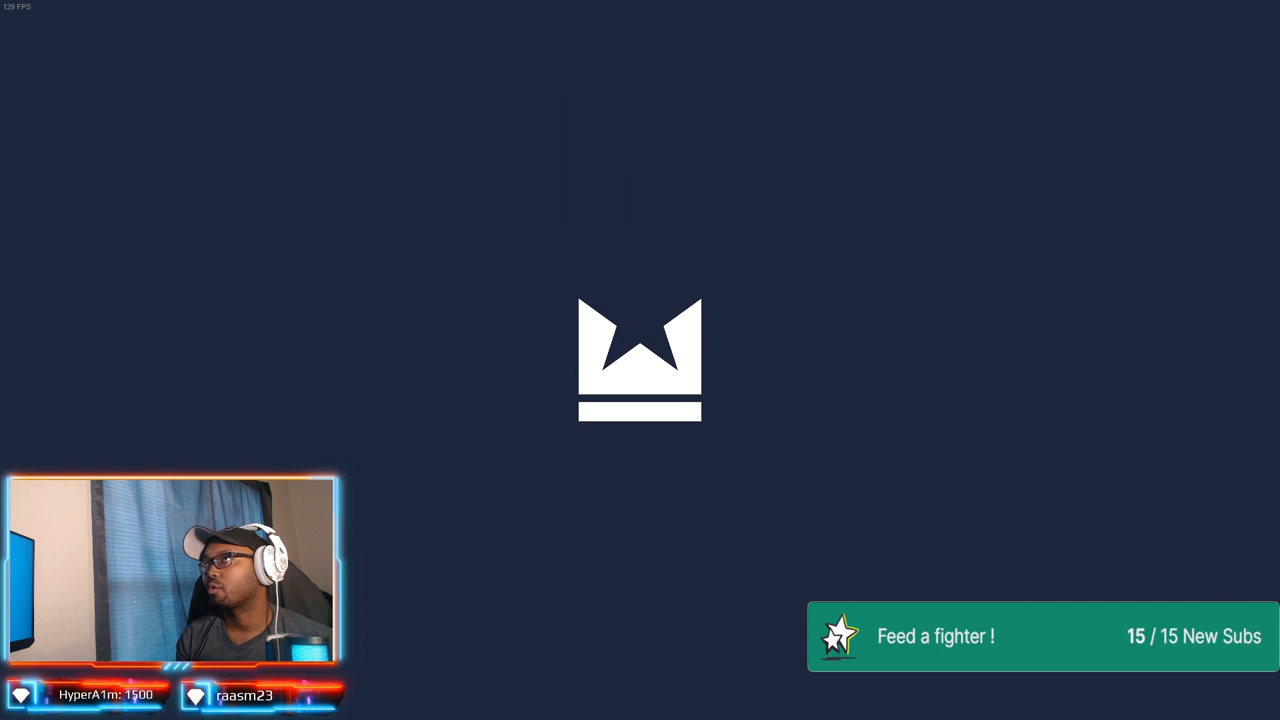 129 FPS
Feed a fighter !
15 / 15 New Subs
HyperA1m: 1500
raasm23